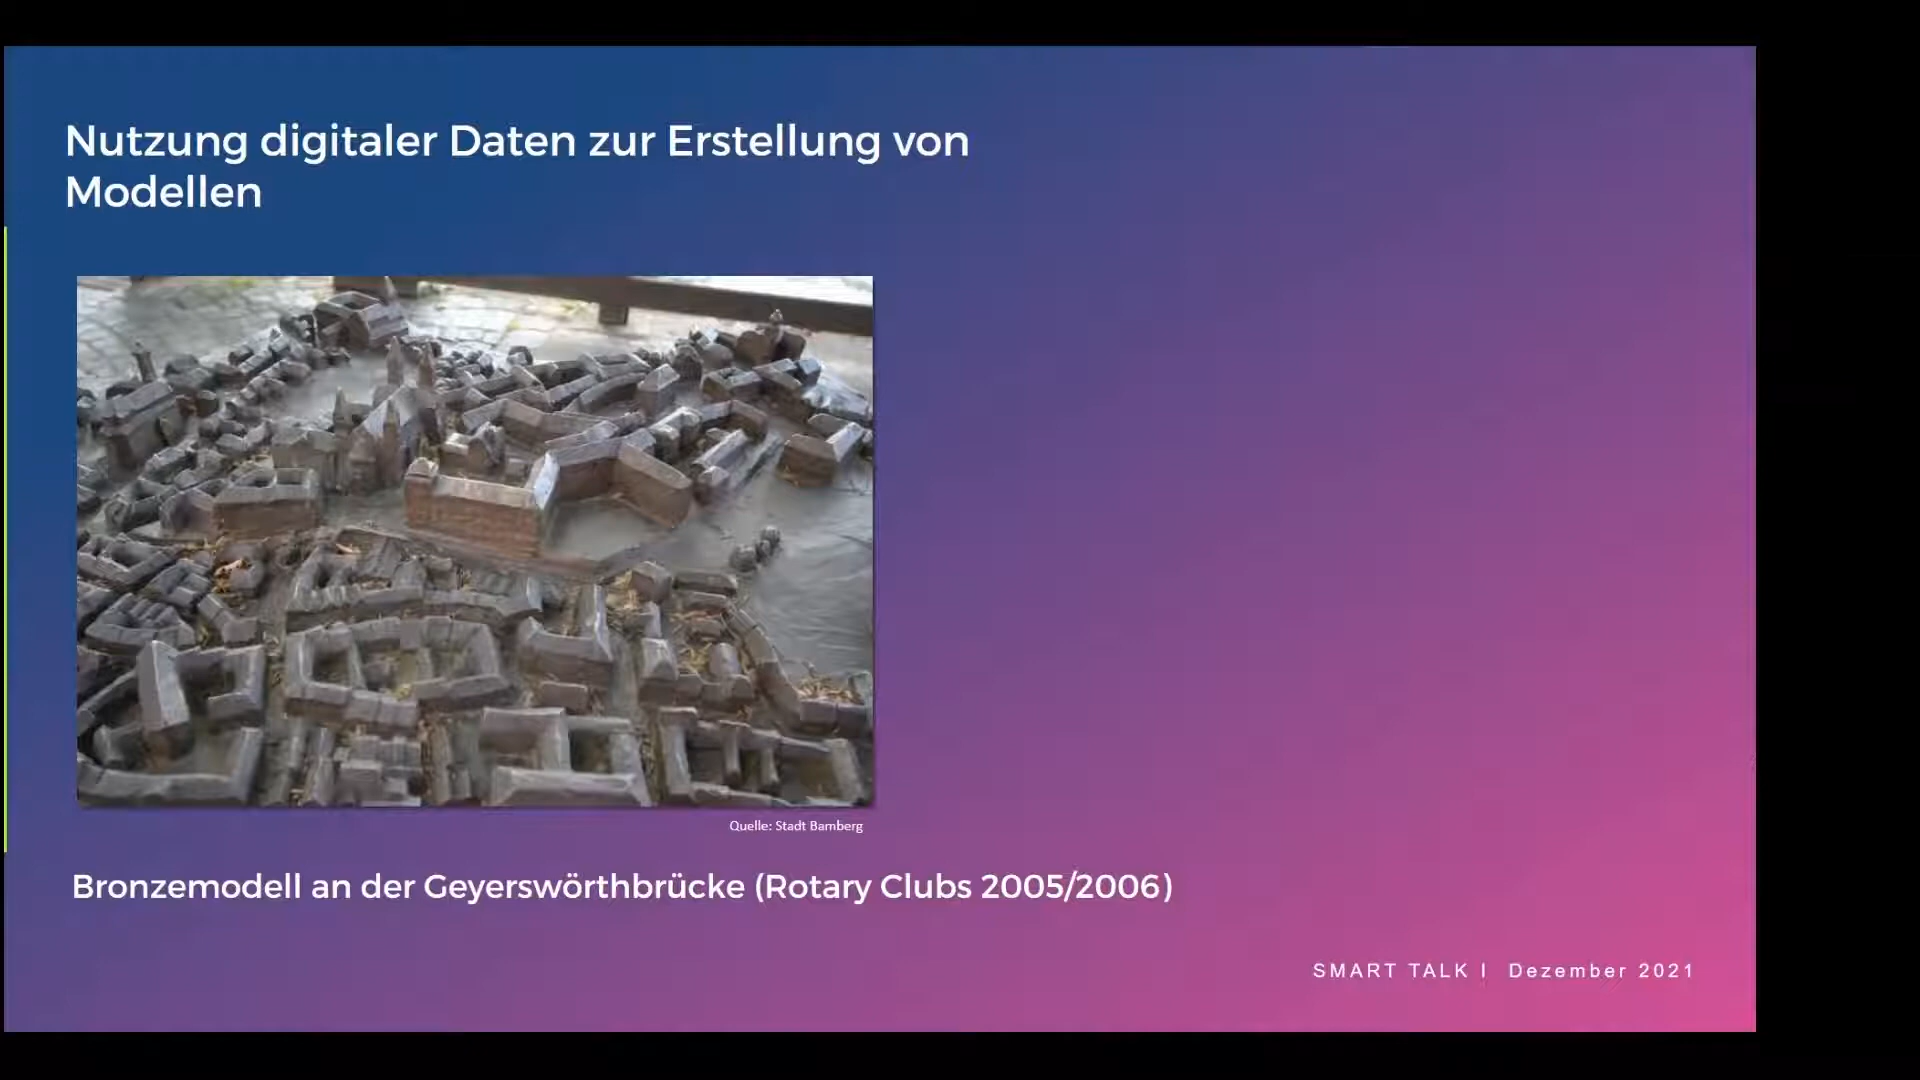 Nutzung digitaler Daten zur Erstellung von
Modellen
Quelle: Stadt Bamberg
Bronzemodell an der Geyerswörthbrücke (Rotary Clubs 2005/2006)
SMART TALK I Dezember 2021